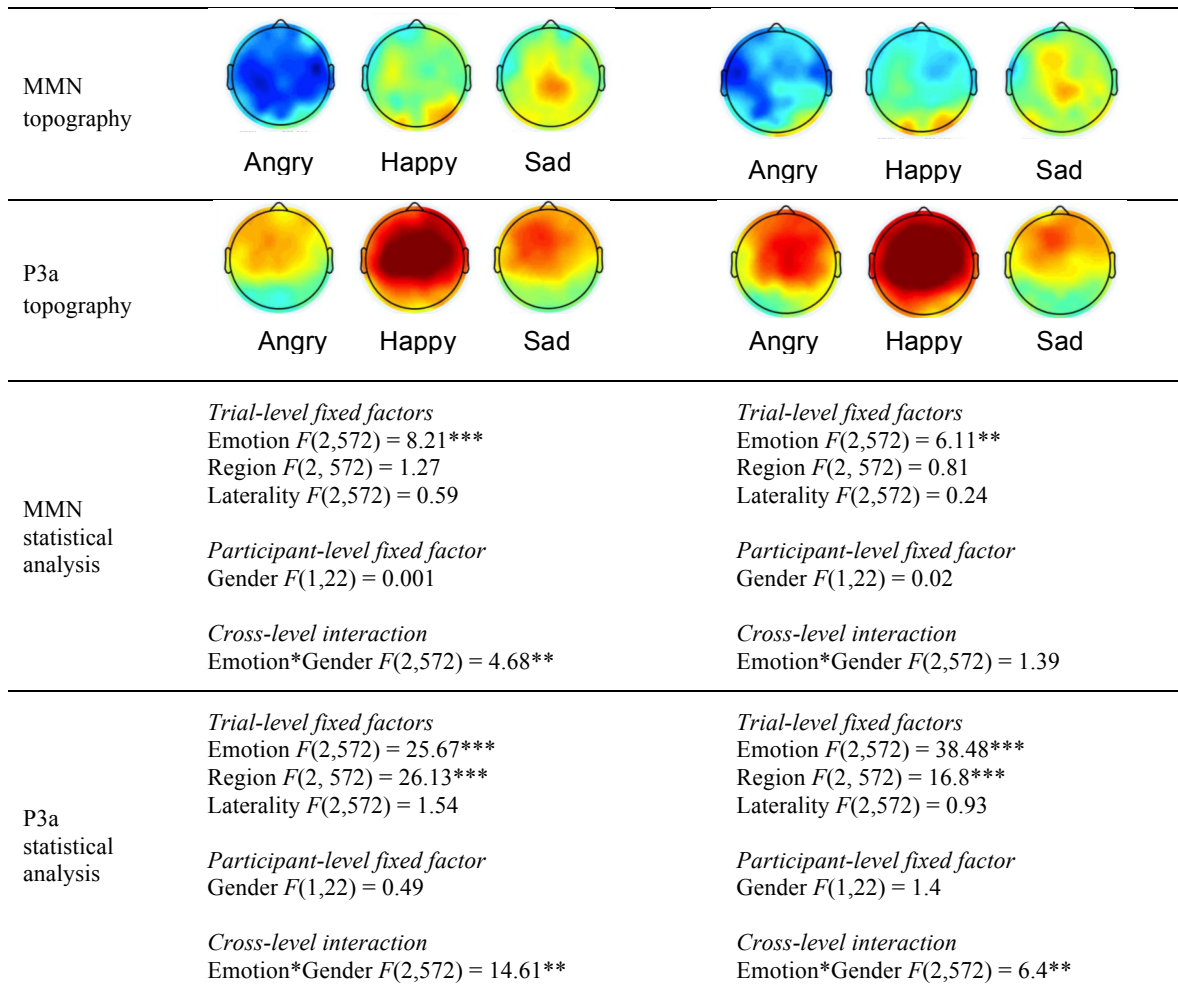 MMN
topography
Angry Happy Sad
Angry Happy Sad
P3a
topography
Angry Happy Sad
Angry Happy Sad
MMN
statistical
analysis
Trial-level fixed factors
Emotion F(2,572) = 8.21***
Region F(2, 572) = 1.27
Laterality F(2,572) = 0.59
Participant-level fixed factor
Gender F(1,22) = 0.001
Cross-level interaction
Emotion*Gender F(2,572) = 4.68**
Trial-level fixed factors
Emotion F(2,572) = 6.11**
Region F(2, 572) = 0.81
Laterality F(2,572) = 0.24
Participant-level fixed factor
Gender F(1,22) = 0.02
Cross-level interaction
Emotion*Gender F(2,572) = 1.39
P3a
statistical
analysis
Trial-level fixed factors
Emotion F(2,572) = 25.67***
Region F(2, 572) = 26.13***
Laterality F(2,572) = 1.54
Participant-level fixed factor
Gender F(1,22) = 0.49
Cross-level interaction
Emotion*Gender F(2,572) = 14.61**
Trial-level fixed factors
Emotion F(2,572) = 38.48***
Region F(2, 572) = 16.8***
Laterality F(2,572) = 0.93
Participant-level fixed factor
Gender F(1,22) = 1.4
Cross-level interaction
Emotion*Gender F(2,572) = 6.4**